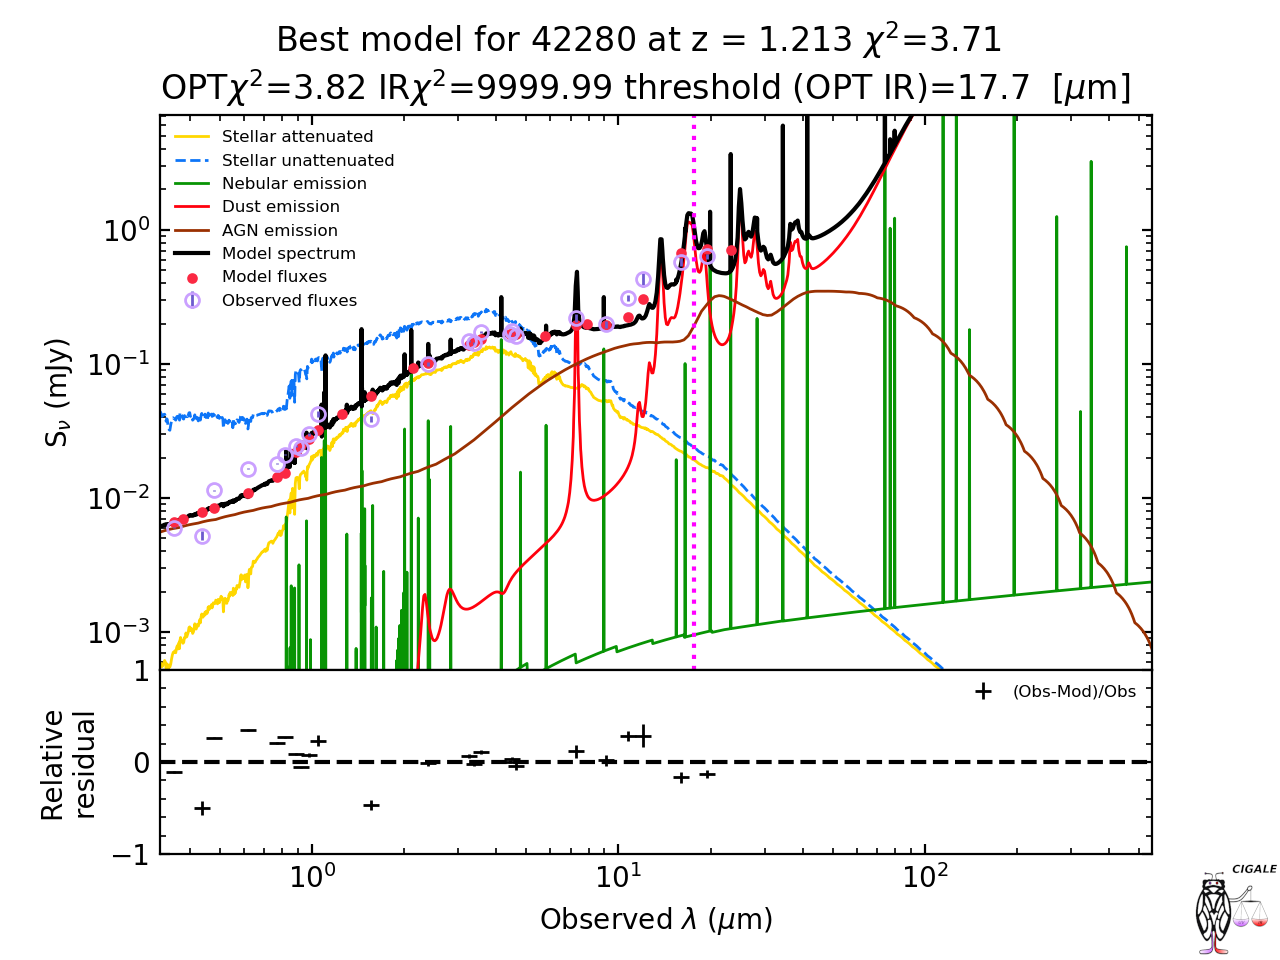 Best model for 42280 at z = 1.213 χ²=3.71
OPTχ²=3.82 IRχ²=9999.99 threshold (OPT IR)=17.7 [μm]
Stellar attenuated
Stellar unattenuated
Nebular emission
Dust emission
AGN emission
Model spectrum
Model fluxes
Observed fluxes
10⁰
10⁻¹
10⁻²
10⁻³
S_ν (mJy)
1
0
−1
Relative
residual
(Obs-Mod)/Obs
10⁰ 10¹ 10²
Observed λ (μm)
CIGALE